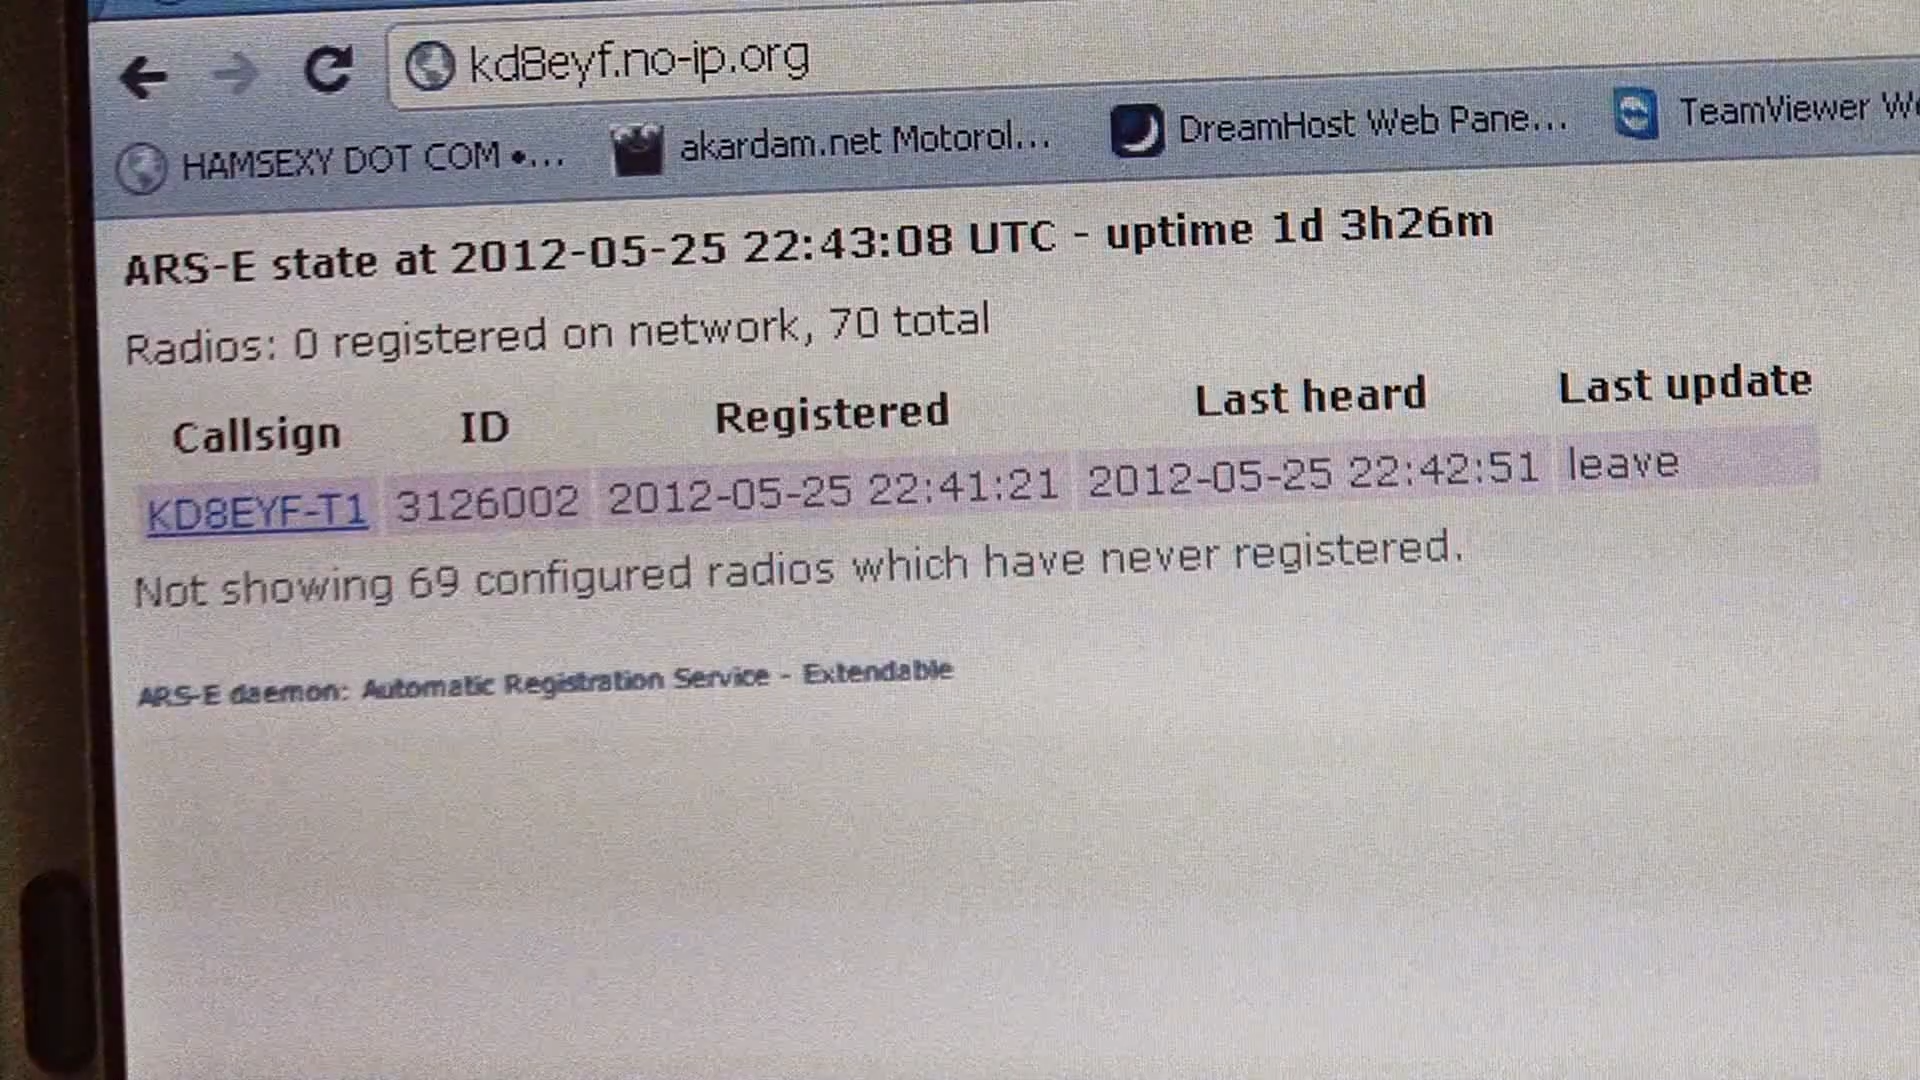 kd8eyf.no-ip.org
HAMSEXY DOT COM •... akardam.net Motorol... DreamHost Web Pane... TeamViewer We
ARS-E state at 2012-05-25 22:43:08 UTC - uptime 1d 3h26m
Radios: 0 registered on network, 70 total
Callsign ID Registered Last heard Last update
KD8EYF-T1 3126002 2012-05-25 22:41:21 2012-05-25 22:42:51 leave
Not showing 69 configured radios which have never registered.
ARS-E daemon: Automatic Registration Service - Extendable